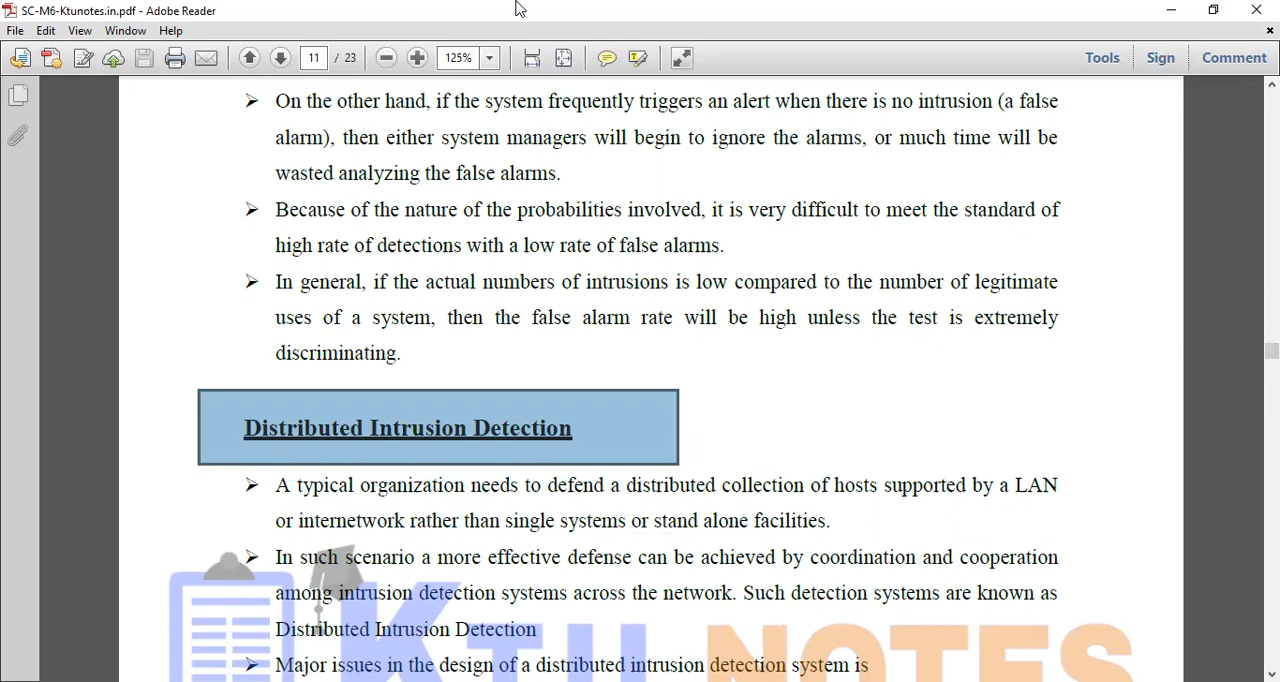 SC-M6-Ktunotes.in.pdf - Adobe Reader
File Edit View Window Help
11 / 23 125% Tools Sign Comment
➢ On the other hand, if the system frequently triggers an alert when there is no intrusion (a false
alarm), then either system managers will begin to ignore the alarms, or much time will be
wasted analyzing the false alarms.
➢ Because of the nature of the probabilities involved, it is very difficult to meet the standard of
high rate of detections with a low rate of false alarms.
➢ In general, if the actual numbers of intrusions is low compared to the number of legitimate
uses of a system, then the false alarm rate will be high unless the test is extremely
discriminating.
Distributed Intrusion Detection
➢ A typical organization needs to defend a distributed collection of hosts supported by a LAN
or internetwork rather than single systems or stand alone facilities.
➢ In such scenario a more effective defense can be achieved by coordination and cooperation
among intrusion detection systems across the network. Such detection systems are known as
Distributed Intrusion Detection
➢ Major issues in the design of a distributed intrusion detection system is
KTU NOTES